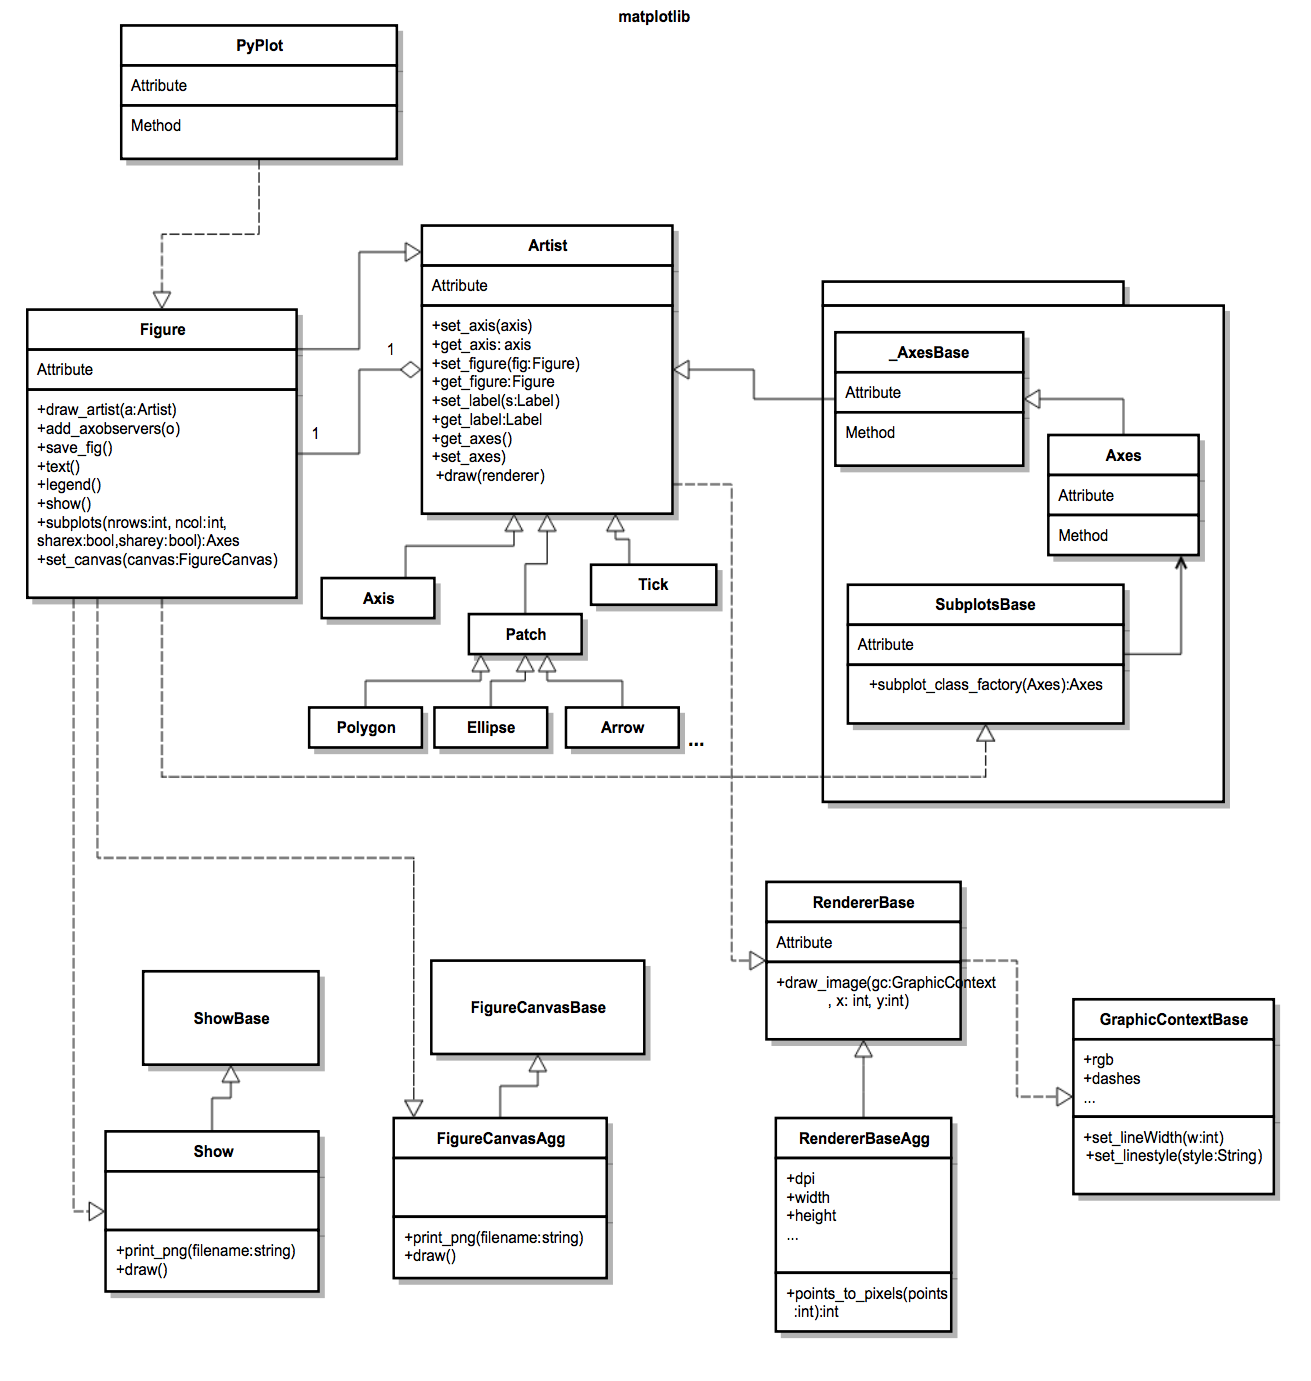 matplotlib
PyPlot
Attribute
Method
Artist
Attribute
+set_axis(axis)
+get_axis: axis
+set_figure(fig:Figure)
+get_figure:Figure
+set_label(s:Label)
+get_label:Label
+get_axes()
+set_axes)
+draw(renderer)
Figure
Attribute
+draw_artist(a:Artist)
+add_axobservers(o)
+save_fig()
+text()
+legend()
+show()
+subplots(nrows:int, ncol:int,
sharex:bool,sharey:bool):Axes
+set_canvas(canvas:FigureCanvas)
1
1
_AxesBase
Attribute
Method
Axes
Attribute
Method
SubplotsBase
Attribute
+subplot_class_factory(Axes):Axes
Axis
Tick
Patch
Polygon
Ellipse
Arrow
...
RendererBase
Attribute
+draw_image(gc:GraphicContext
, x: int, y:int)
ShowBase
FigureCanvasBase
GraphicContextBase
+rgb
+dashes
...
+set_lineWidth(w:int)
+set_linestyle(style:String)
Show
+print_png(filename:string)
+draw()
FigureCanvasAgg
+print_png(filename:string)
+draw()
RendererBaseAgg
+dpi
+width
+height
...
+points_to_pixels(points
:int):int